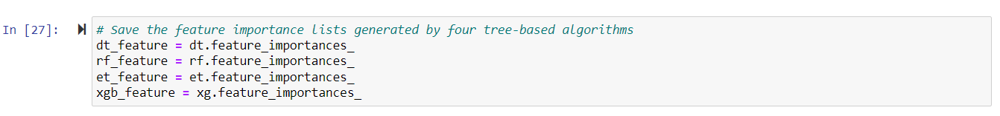 In [27]:
# Save the feature importance lists generated by four tree-based algorithms
dt_feature = dt.feature_importances_
rf_feature = rf.feature_importances_
et_feature = et.feature_importances_
xgb_feature = xg.feature_importances_